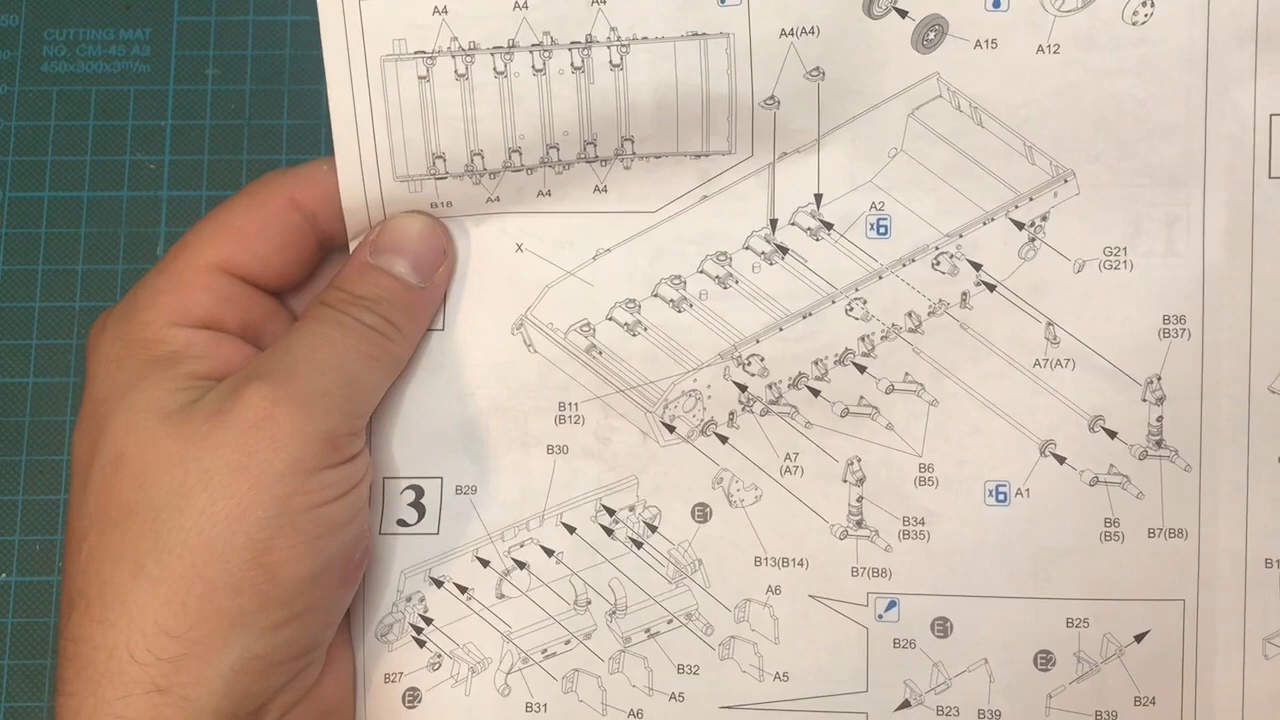 50
CUTTING MAT
NO. CM-45 A3
450x300x3m/m
A4
A4
A4
B18
A4
A4
A4
A4(A4)
A15
A12
X
A2
x6
G21
(G21)
B36
(B37)
A7(A7)
B11
(B12)
A7
(A7)
B6
(B5)
x6 A1
B6
(B5)
B7(B8)
B34
(B35)
B7(B8)
B13(B14)
3
B29
B30
E1
B27
E2
B31
A6
A5
B32
A5
A6
E1
B26
B23
B39
B25
E2
B24
B39